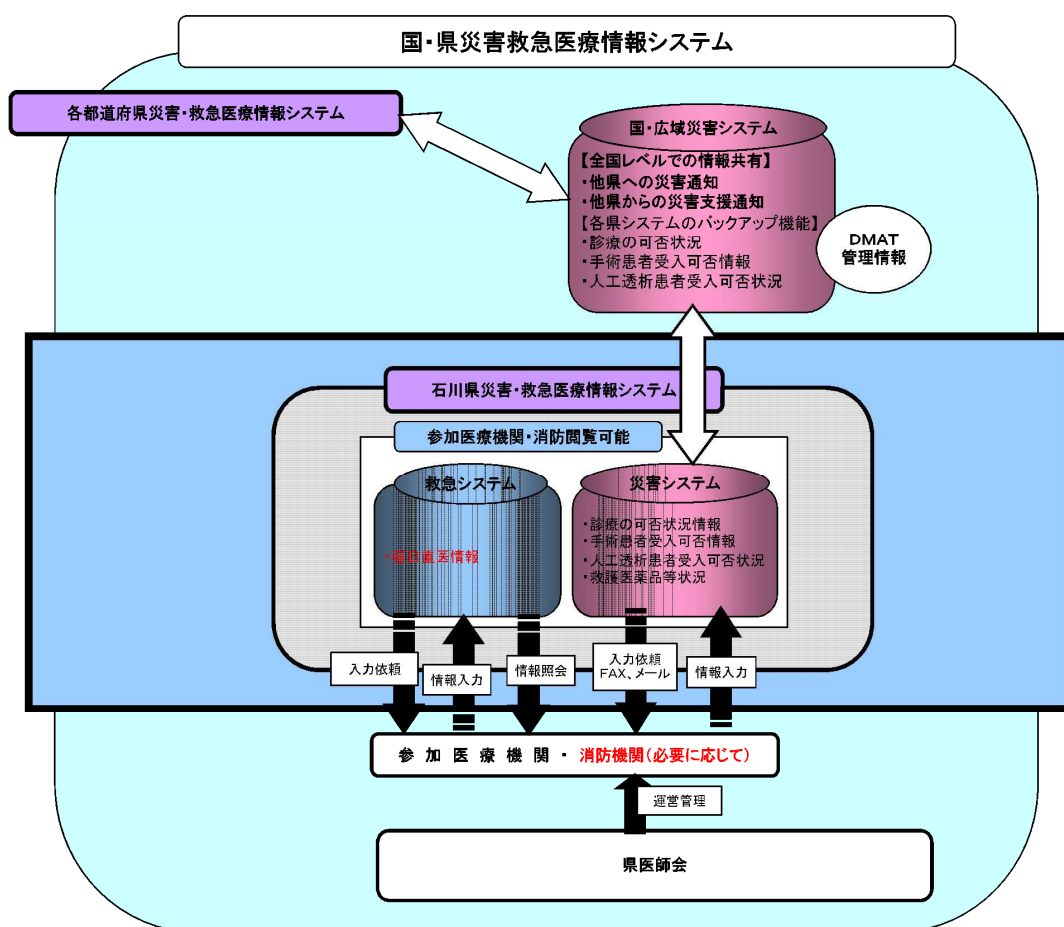 国・県災害救急医療情報システム
各都道府県災害・救急医療情報システム
国・広域災害システム
【全国レベルでの情報共有】
・他県への災害通知
・他県からの災害支援通知
【各県システムのバックアップ機能】
・診療の可否状況
・手術患者受入可否情報
・人工透析患者受入可否状況
DMAT
管理情報
石川県災害・救急医療情報システム
参加医療機関・消防閲覧可能
救急システム
直医情報
災害システム
・診療の可否状況情報
・手術患者受入可否情報
・人工透析患者受入可否状況
・救護医薬品等状況
入力依頼
情報入力
情報照会
入力依頼
FAX、メール
情報入力
参加医療機関・消防機関(必要に応じて)
運営管理
県医師会